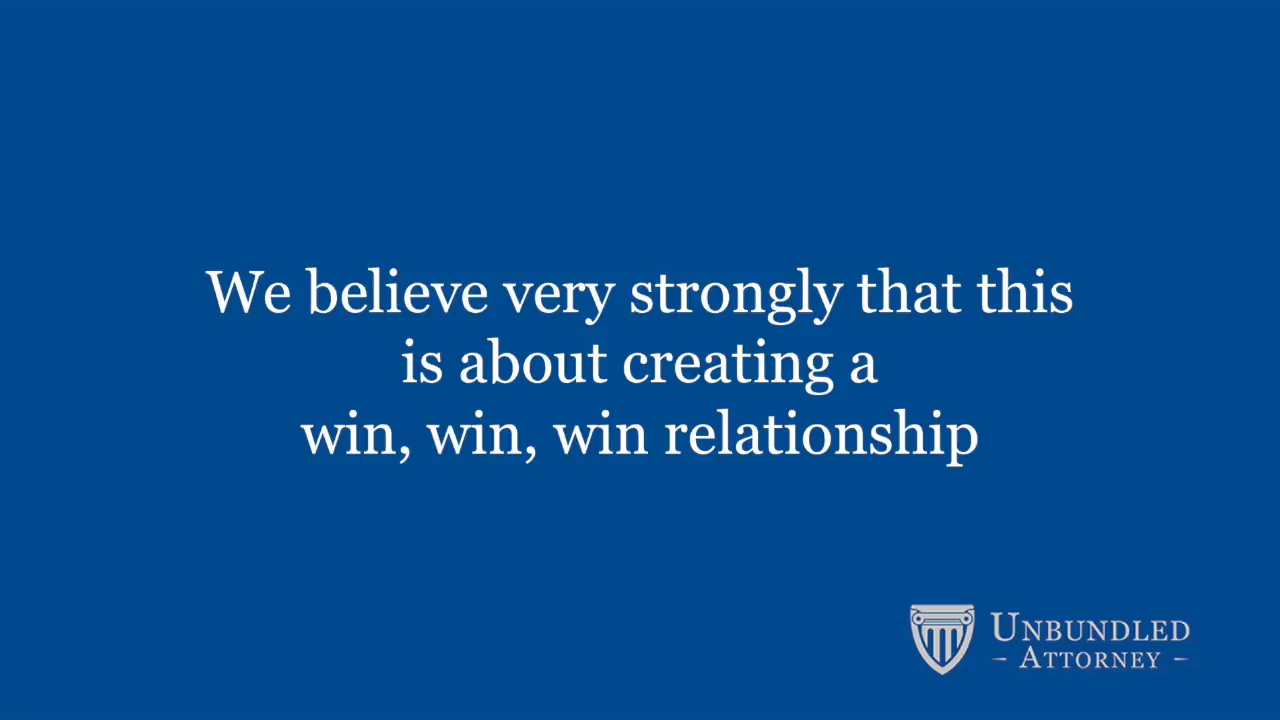 We believe very strongly that this
is about creating a
win, win, win relationship
UNBUNDLED
- ATTORNEY -